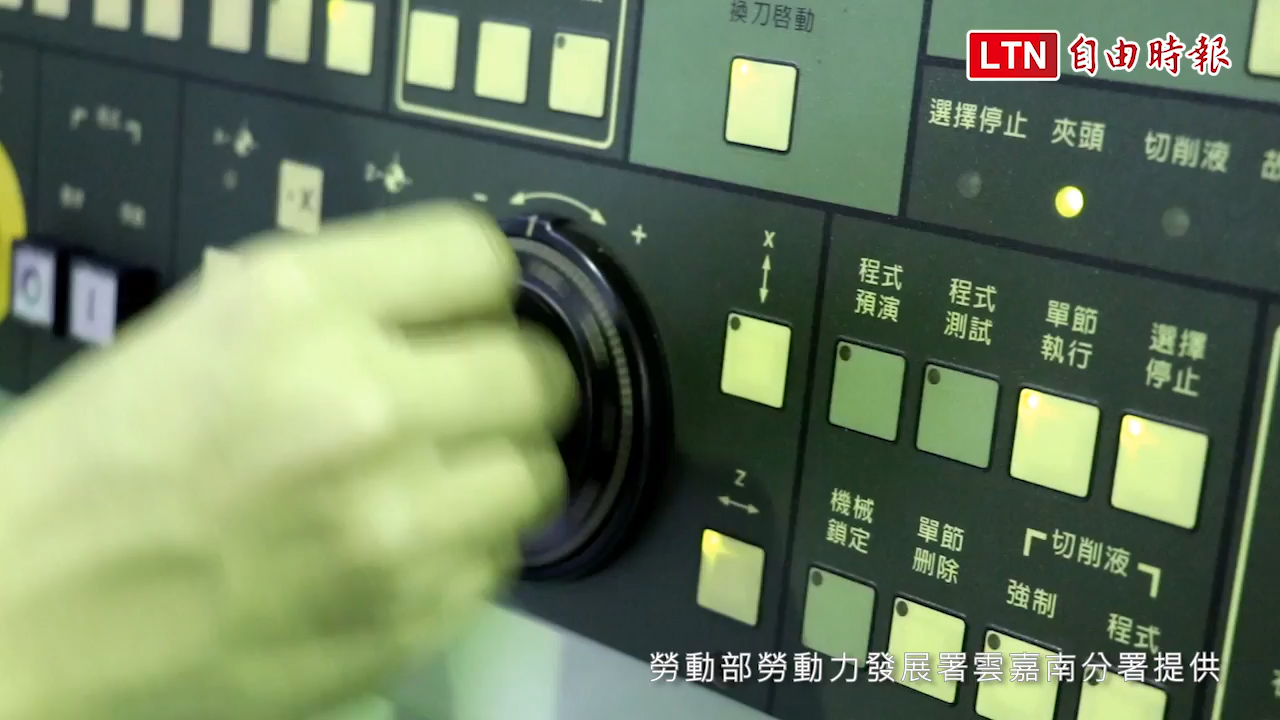 換刀啓動
LTN 自由時報
選擇停止 夾頭 切削液 故
-X
- +
X
程式
預演
程式
測試
單節
執行
選擇
停止
Z
機械
鎖定
單節
刪除
切削液
強制
程式
勞動部勞動力發展署雲嘉南分署提供